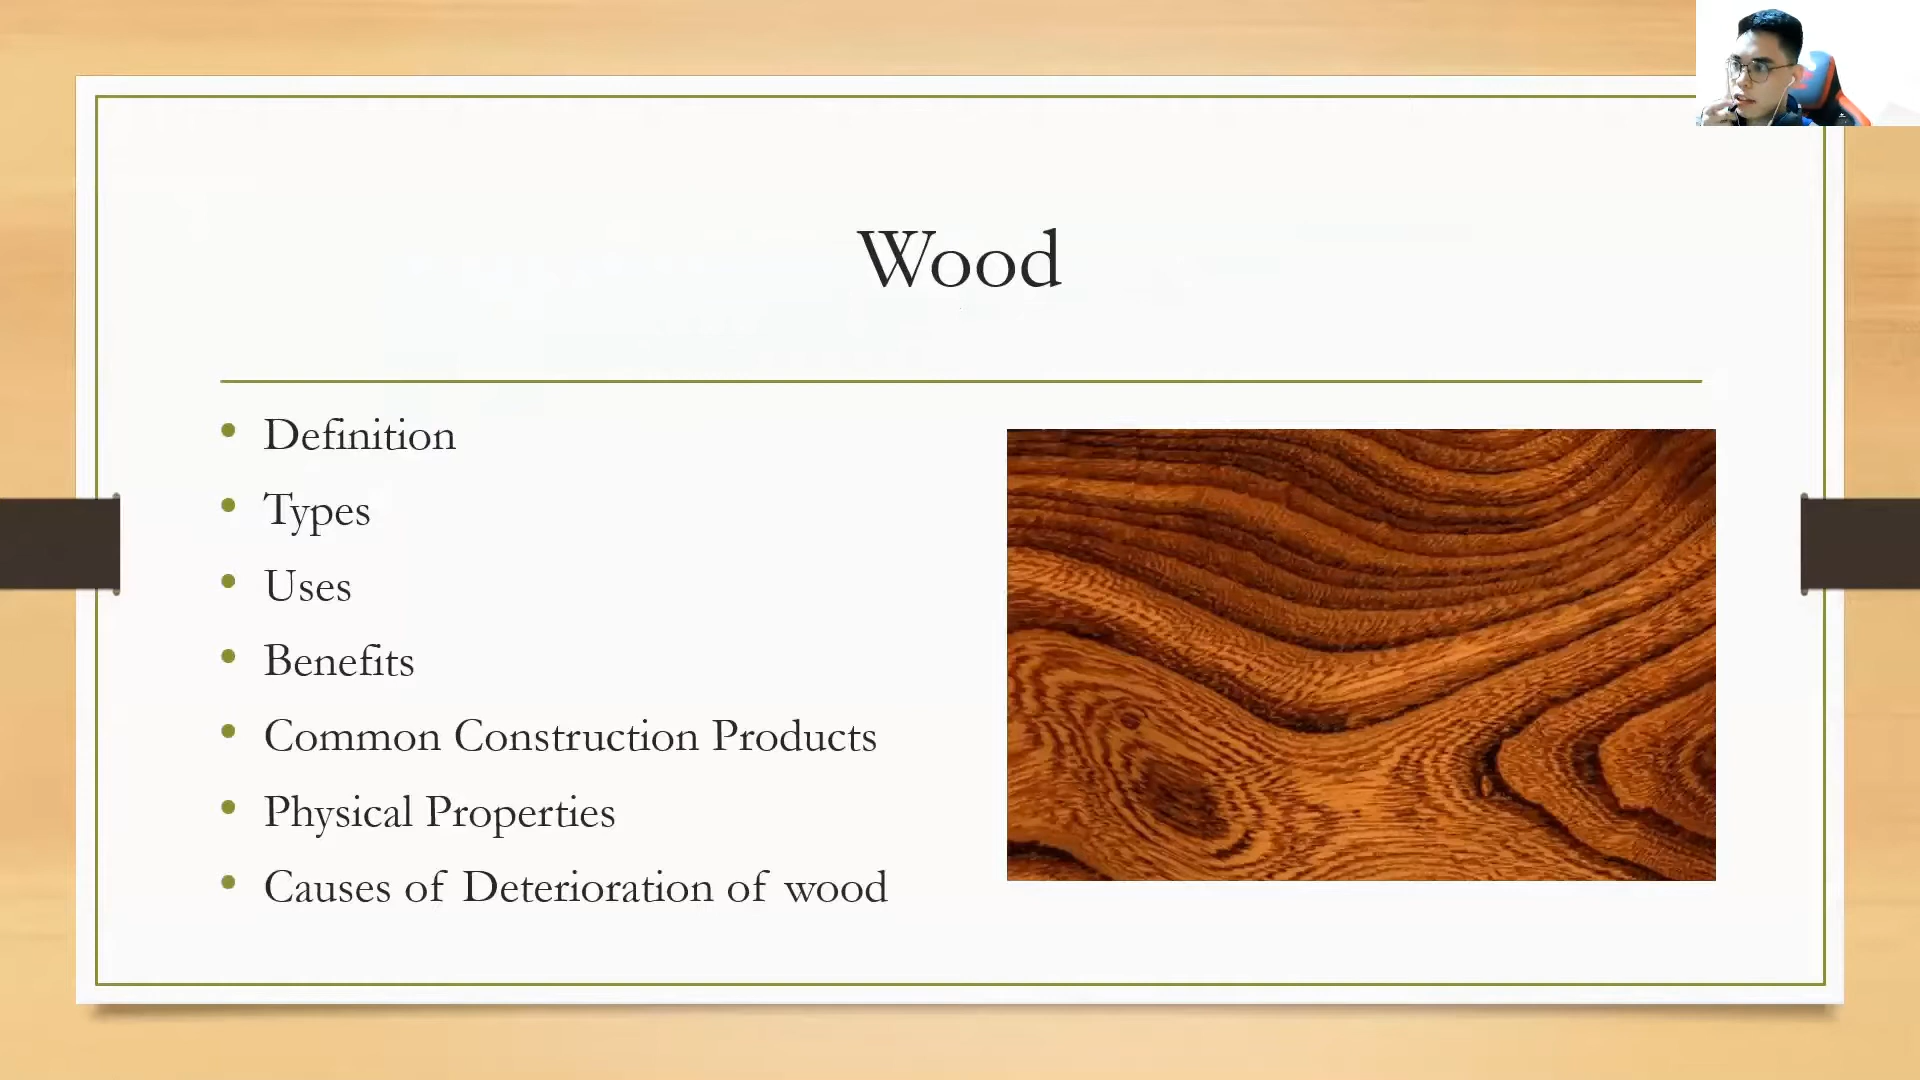 Wood
Definition
Types
Uses
Benefits
Common Construction Products
Physical Properties
Causes of Deterioration of wood